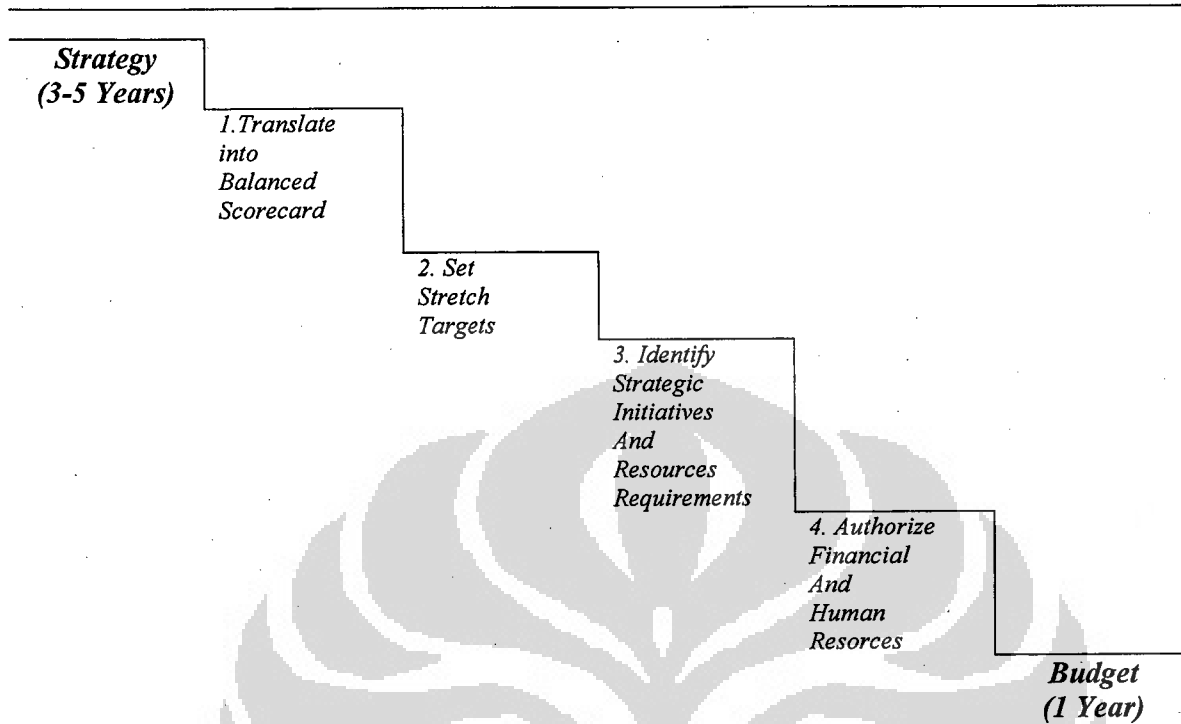 Strategy
(3-5 Years)
1.Translate
into
Balanced
Scorecard
2. Set
Stretch
Targets
3. Identify
Strategic
Initiatives
And
Resources
Requirements
4. Authorize
Financial
And
Human
Resorces
Budget
(1 Year)